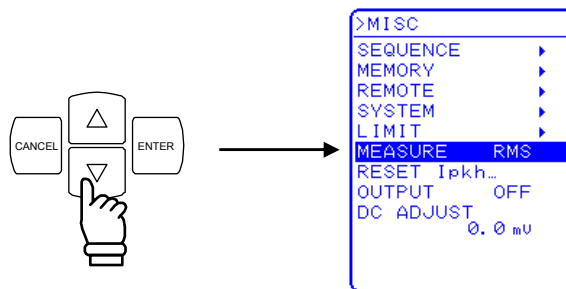 CANCEL
ENTER
>MISC
SEQUENCE
MEMORY
REMOTE
SYSTEM
LIMIT
MEASURE RMS
RESET Ipkh…
OUTPUT OFF
DC ADJUST
0.0 mV